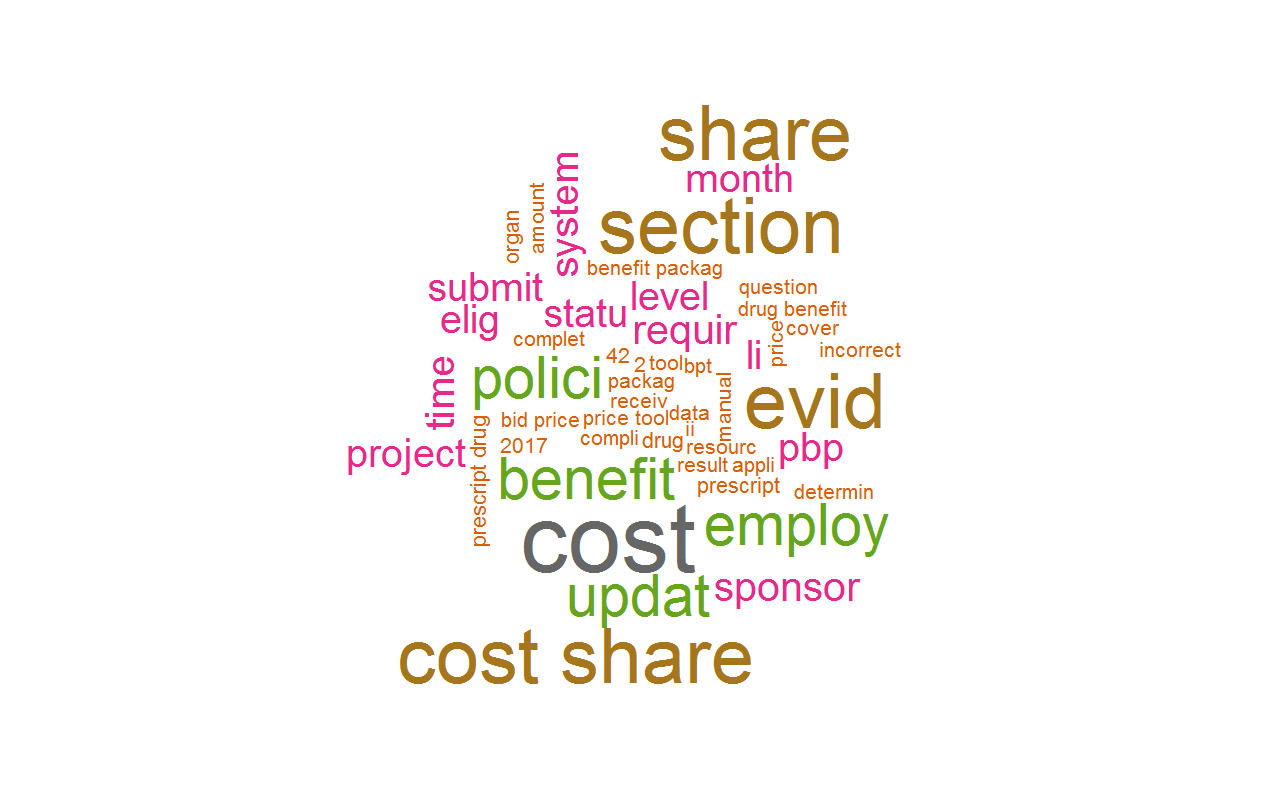 share
month
system
amount
organ
section
benefit packag
submit
level
question
drug benefit
elig
statu
requir
price
cover
complet
li
incorrect
42
2
tool
bpt
time
polici
packag
manual
evid
receiv
data
prescript drug
bid price
price tool
ii
project
2017
compli
drug
resourc
pbp
benefit
result
appli
prescript
determin
cost
employ
updat
sponsor
cost share